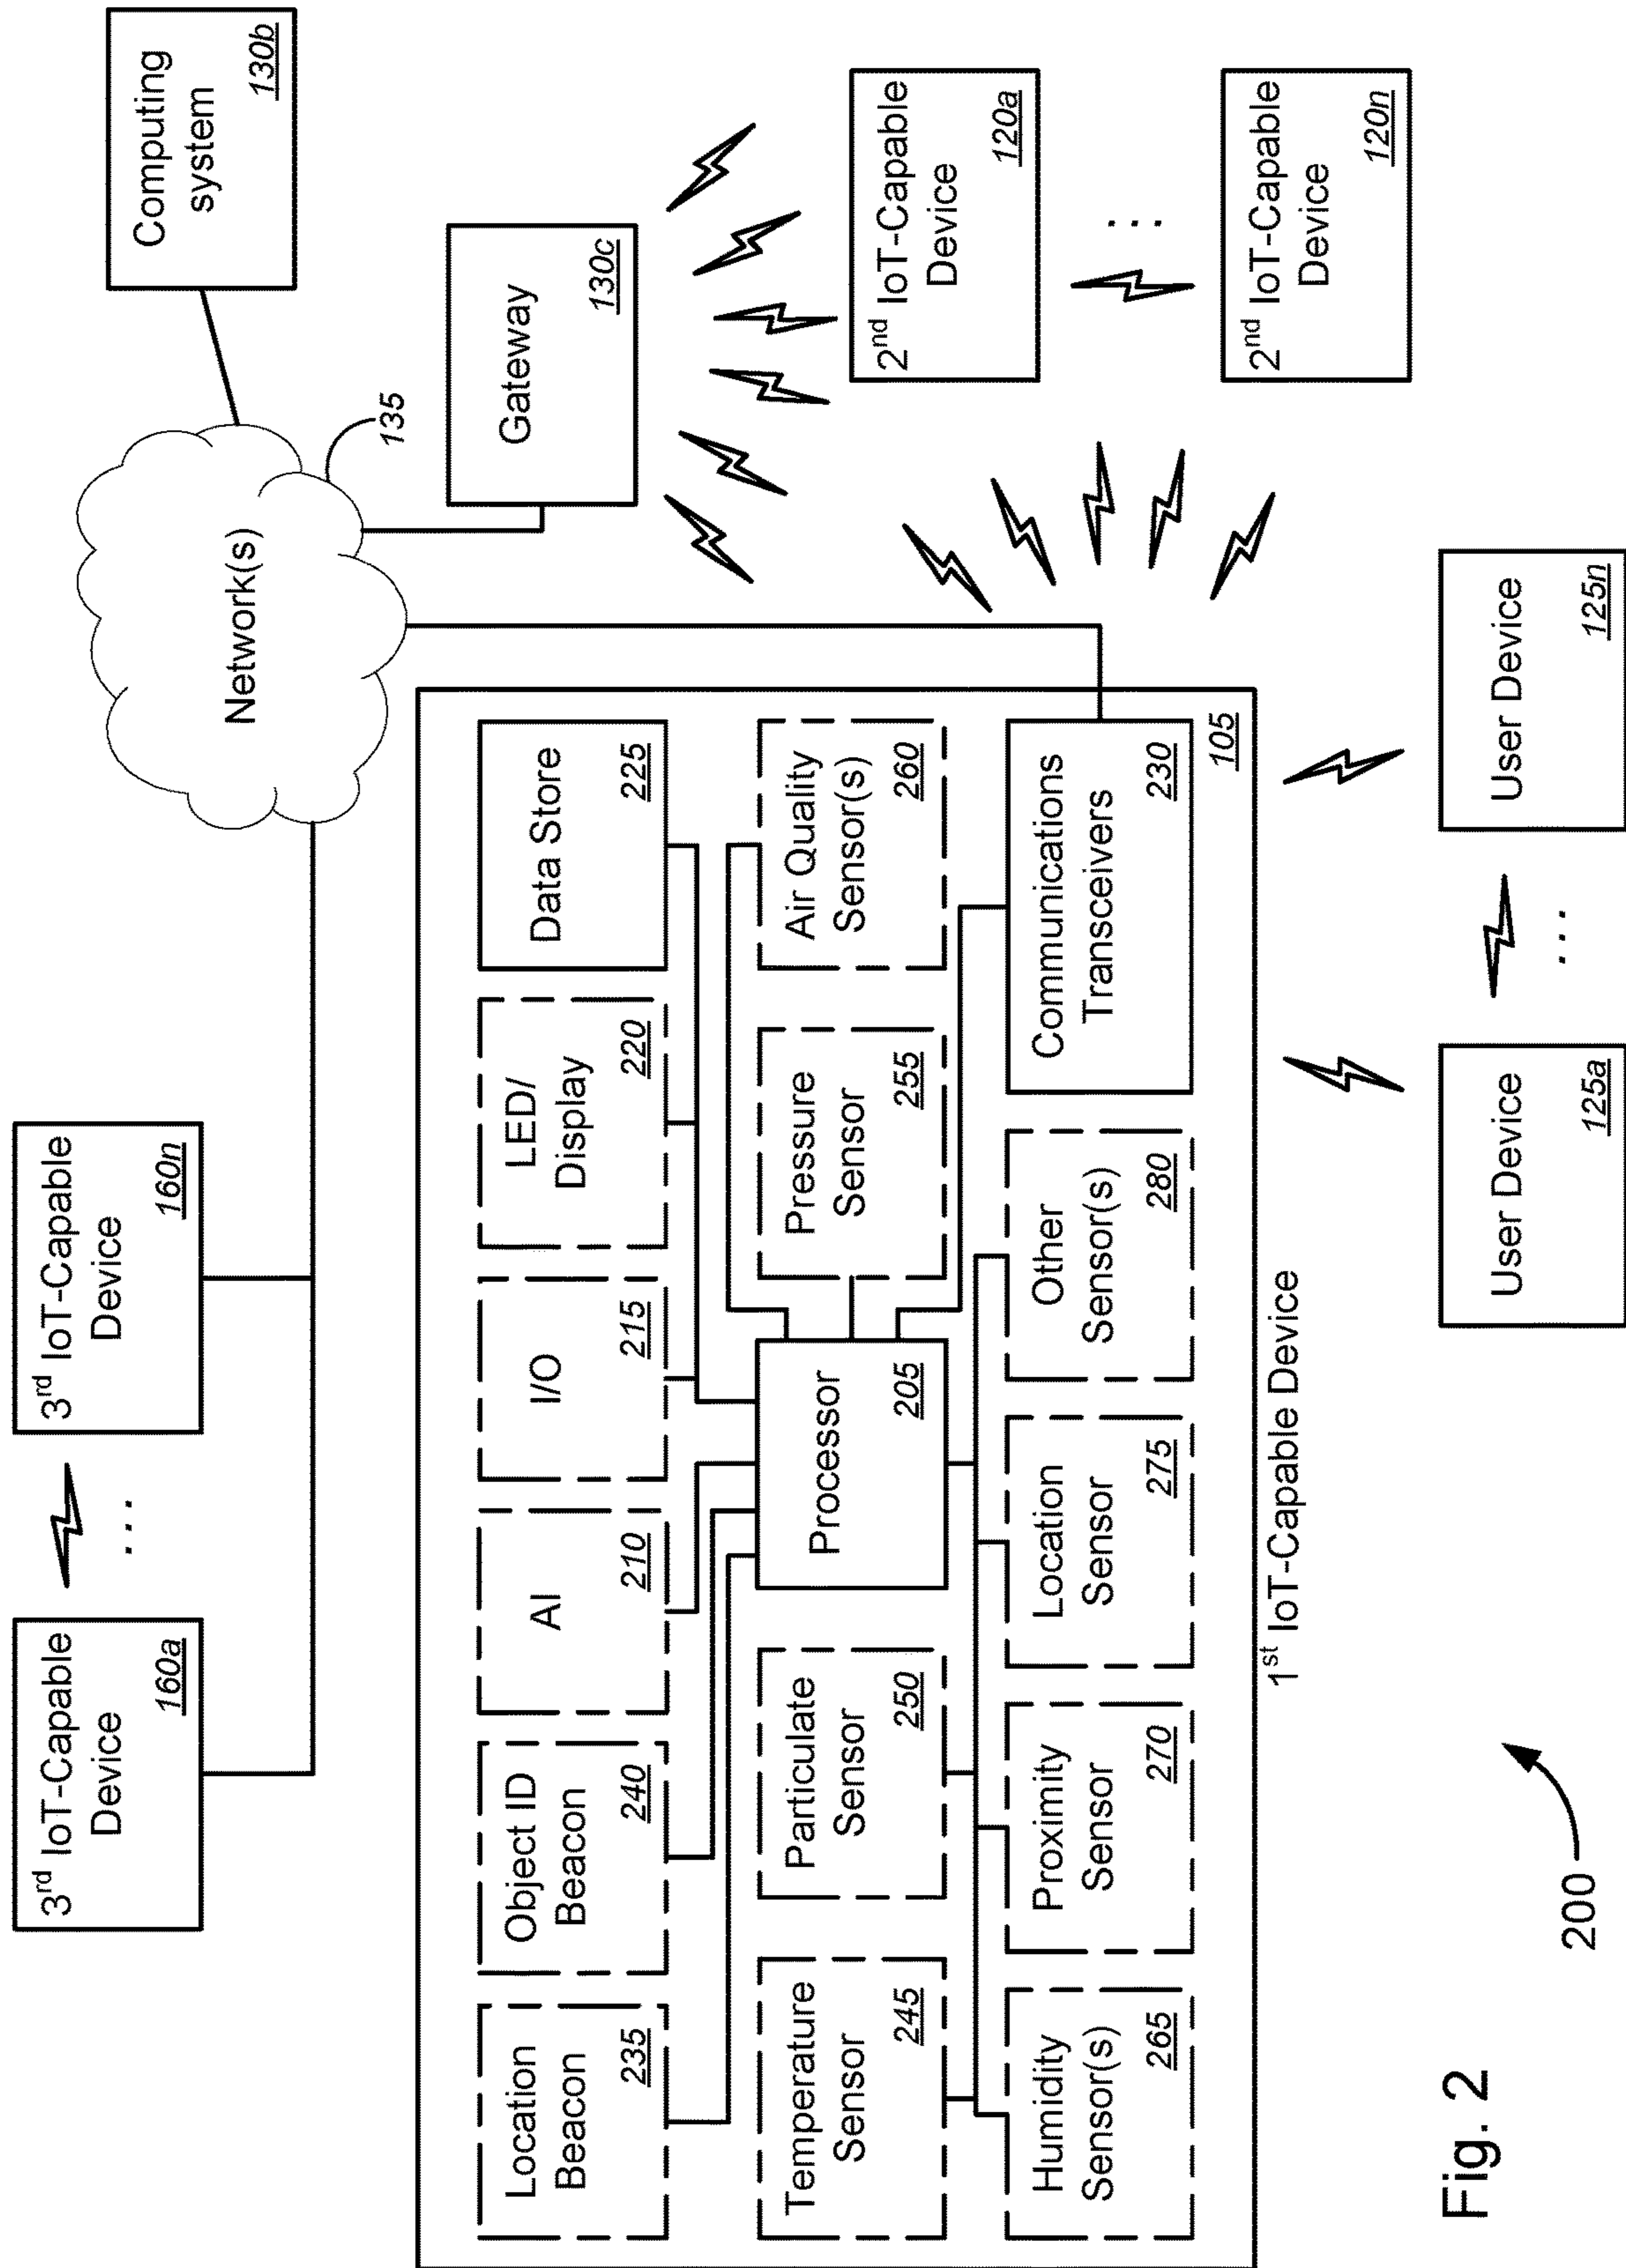 3rd IoT-Capable
Device
160a
...
3rd IoT-Capable
Device
160n
Network(s)
135
Computing
system
130b
Gateway
130c
Location
Beacon
235
Object ID
Beacon
240
AI
210
I/O
215
LED/
Display
220
Data Store
225
Temperature
Sensor
245
Particulate
Sensor
250
Processor
205
Pressure
Sensor
255
Air Quality
Sensor(s)
260
Humidity
Sensor(s)
265
Proximity
Sensor
270
Location
Sensor
275
Other
Sensor(s)
280
Communications
Transceivers
230
105
1st IoT-Capable Device
2nd IoT-Capable
Device
120a
...
2nd IoT-Capable
Device
120n
User Device
125a
...
User Device
125n
200
Fig. 2